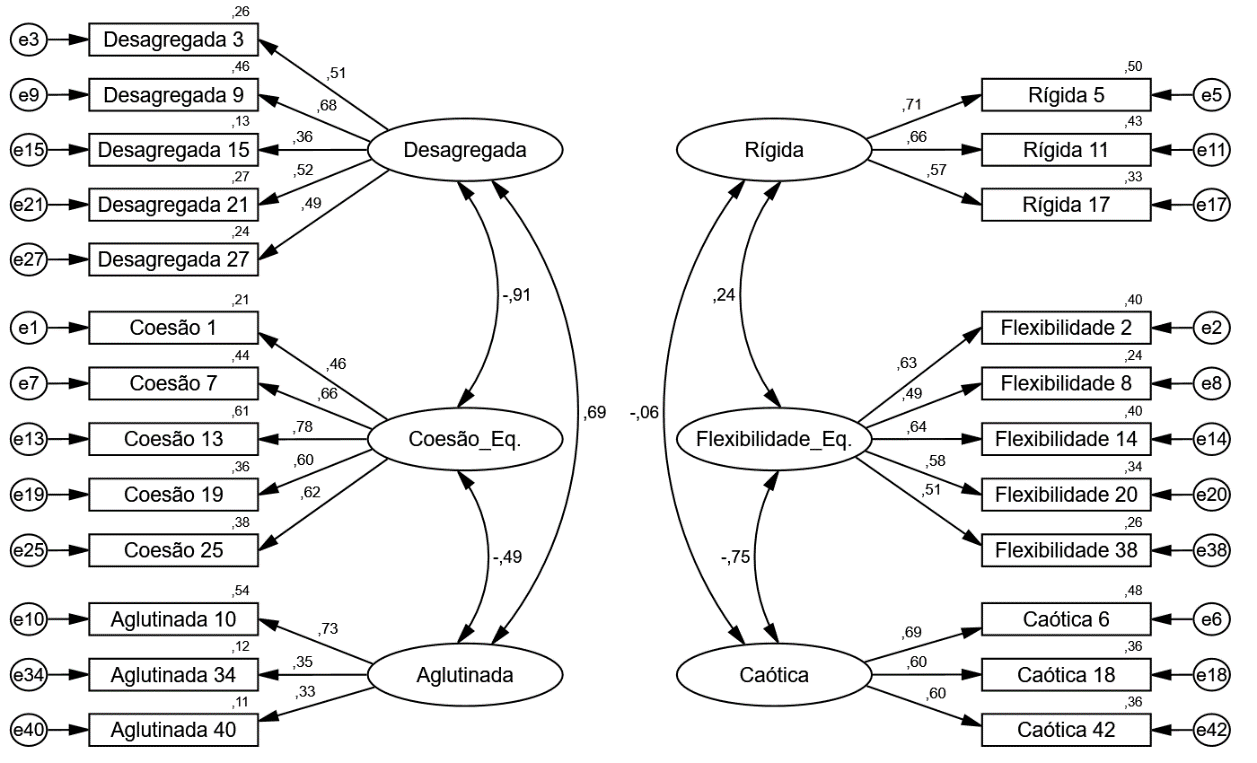 ,26
e3 Desagregada 3
,51
,46
e9 Desagregada 9
,68
,13
e15 Desagregada 15
,36
,27
e21 Desagregada 21
,52
,24
e27 Desagregada 27
,49
Desagregada
-,91
,69
,21
e1 Coesão 1
,46
,44
e7 Coesão 7
,66
,61
e13 Coesão 13
,78
,36
e19 Coesão 19
,60
,38
e25 Coesão 25
,62
Coesão_Eq.
-,49
,54
e10 Aglutinada 10
,73
,12
e34 Aglutinada 34
,35
,11
e40 Aglutinada 40
,33
Aglutinada
Rígida
,71
,50
Rígida 5 e5
,66
,43
Rígida 11 e11
,57
,33
Rígida 17 e17
,24
-,06
Flexibilidade_Eq.
,63
,40
Flexibilidade 2 e2
,49
,24
Flexibilidade 8 e8
,64
,40
Flexibilidade 14 e14
,58
,34
Flexibilidade 20 e20
,51
,26
Flexibilidade 38 e38
-,75
Caótica
,69
,48
Caótica 6 e6
,60
,36
Caótica 18 e18
,60
,36
Caótica 42 e42